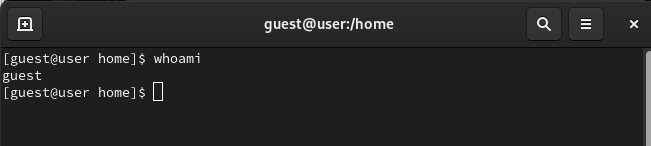 guest@user:/home
[guest@user home]$ whoami
guest
[guest@user home]$